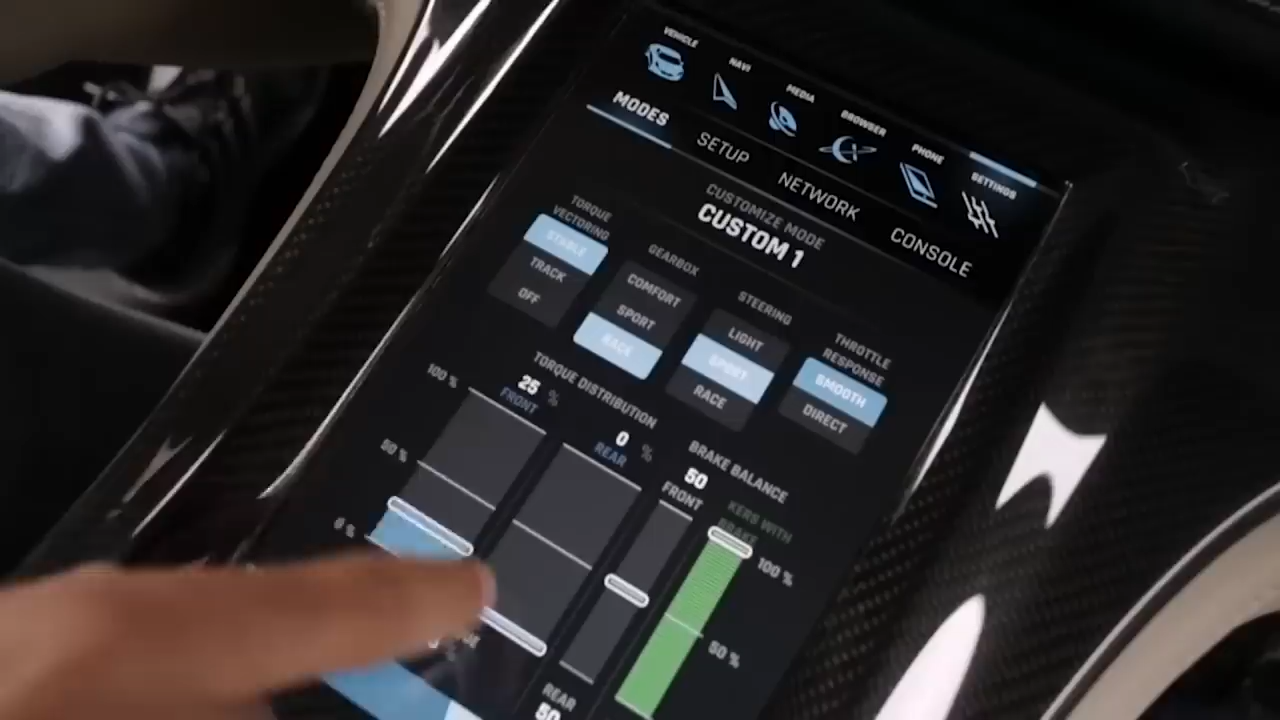 VEHICLE
NAVI
MEDIA
BROWSER
PHONE
SETTINGS
MODES
SETUP
NETWORK
CONSOLE
CUSTOMIZE MODE
CUSTOM 1
TORQUE
VECTORING
STABLE
TRACK
OFF
GEARBOX
COMFORT
SPORT
RACE
STEERING
LIGHT
SPORT
RACE
THROTTLE
RESPONSE
SMOOTH
DIRECT
TORQUE DISTRIBUTION
100 %
50 %
0 %
25 %
FRONT
0 %
REAR
BRAKE BALANCE
50
FRONT
REAR
50
KERS WITH
BRAKE
100 %
50 %